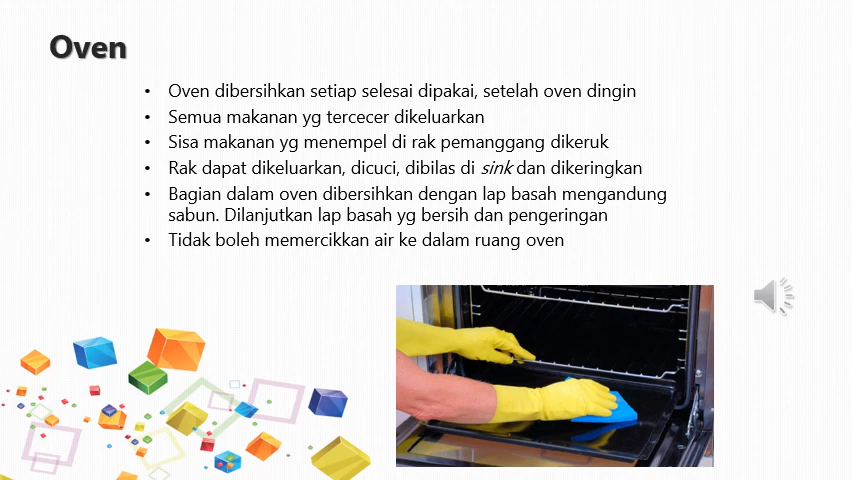 Oven
• Oven dibersihkan setiap selesai dipakai, setelah oven dingin
• Semua makanan yg tercecer dikeluarkan
• Sisa makanan yg menempel di rak pemanggang dikeruk
• Rak dapat dikeluarkan, dicuci, dibilas di sink dan dikeringkan
• Bagian dalam oven dibersihkan dengan lap basah mengandung
sabun. Dilanjutkan lap basah yg bersih dan pengeringan
• Tidak boleh memercikkan air ke dalam ruang oven